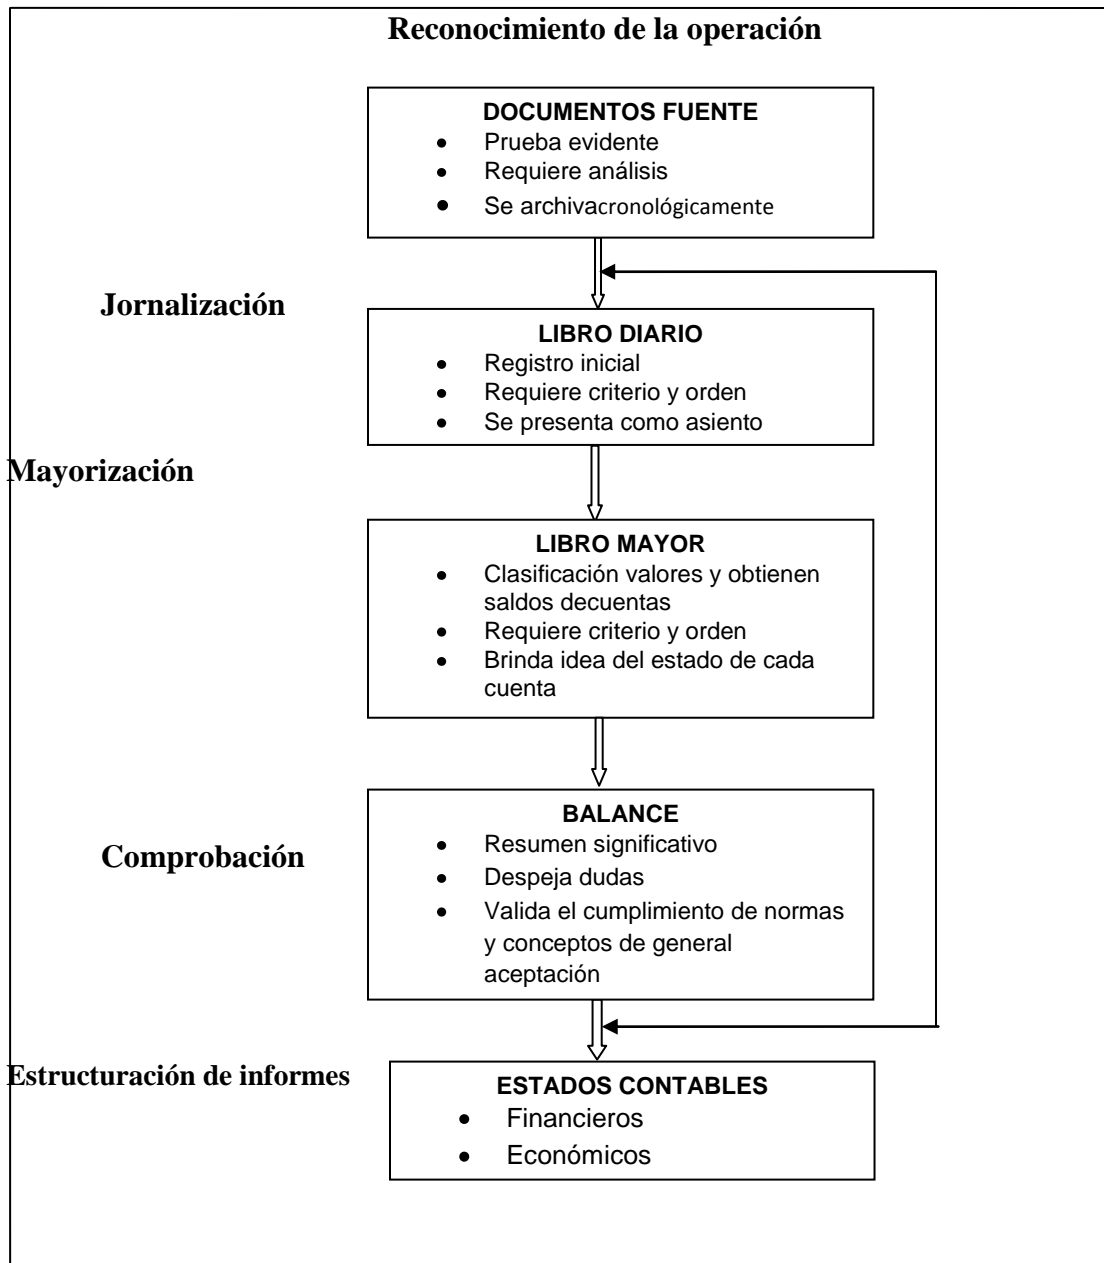 Reconocimiento de la operación
DOCUMENTOS FUENTE
• Prueba evidente
• Requiere análisis
• Se archivacronológicamente
Jornalización
LIBRO DIARIO
• Registro inicial
• Requiere criterio y orden
• Se presenta como asiento
Mayorización
LIBRO MAYOR
• Clasificación valores y obtienen
saldos decuentas
• Requiere criterio y orden
• Brinda idea del estado de cada
cuenta
BALANCE
• Resumen significativo
Comprobación
• Despeja dudas
• Valida el cumplimiento de normas
y conceptos de general
aceptación
Estructuración de informes
ESTADOS CONTABLES
• Financieros
• Económicos